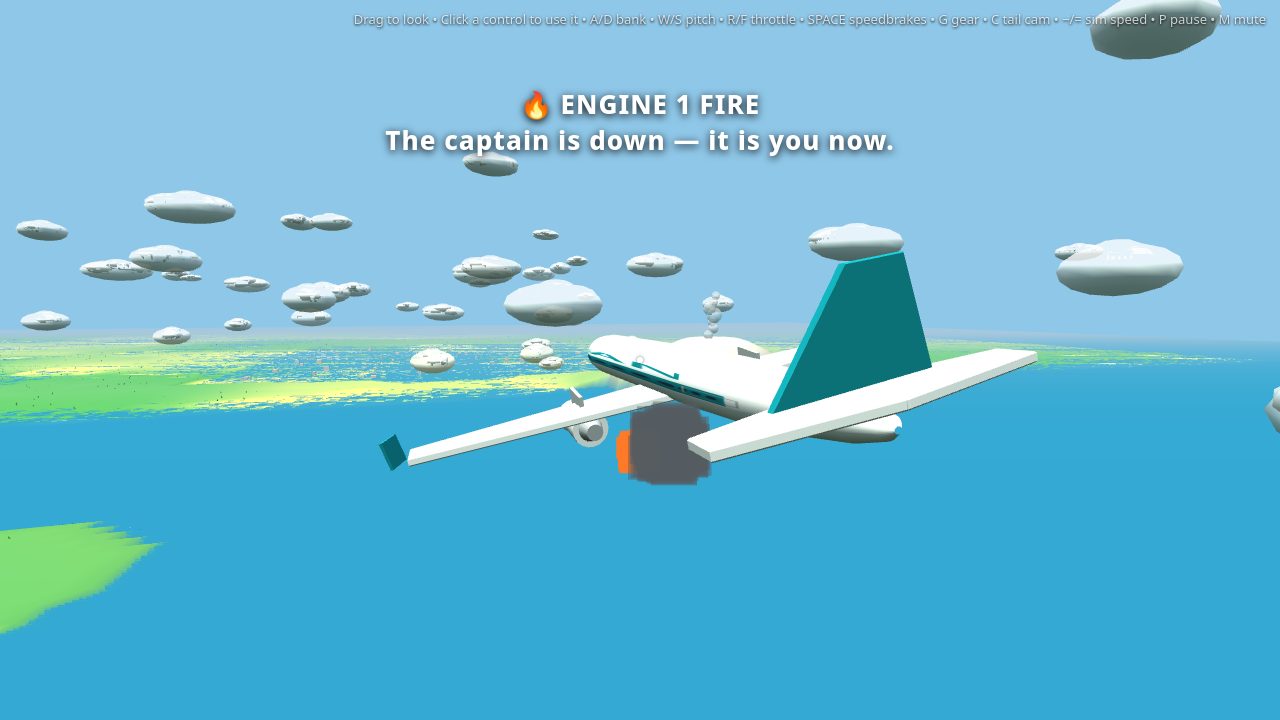 Drag to look • Click a control to use it • A/D bank • W/S pitch • R/F throttle • SPACE speedbrakes • G gear • C tail cam • −/= sim speed • P pause • M mute
🔥 ENGINE 1 FIRE
The captain is down — it is you now.